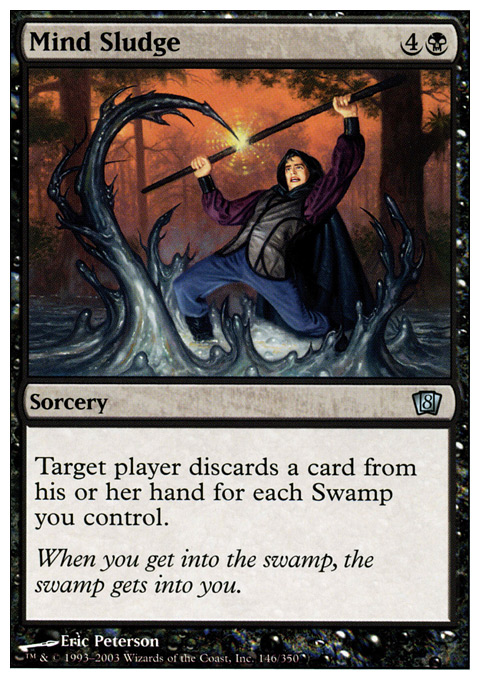 Mind Sludge 4
Sorcery 8
Target player discards a card from
his or her hand for each Swamp
you control.
When you get into the swamp, the
swamp gets into you.
Eric Peterson
™ & © 1993–2003 Wizards of the Coast, Inc. 146/350